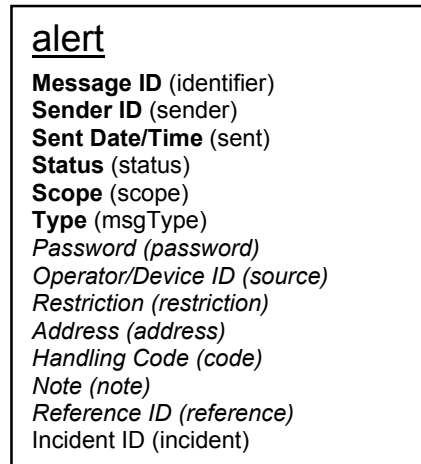 alert
Message ID (identifier)
Sender ID (sender)
Sent Date/Time (sent)
Status (status)
Scope (scope)
Type (msgType)
Password (password)
Operator/Device ID (source)
Restriction (restriction)
Address (address)
Handling Code (code)
Note (note)
Reference ID (reference)
Incident ID (incident)